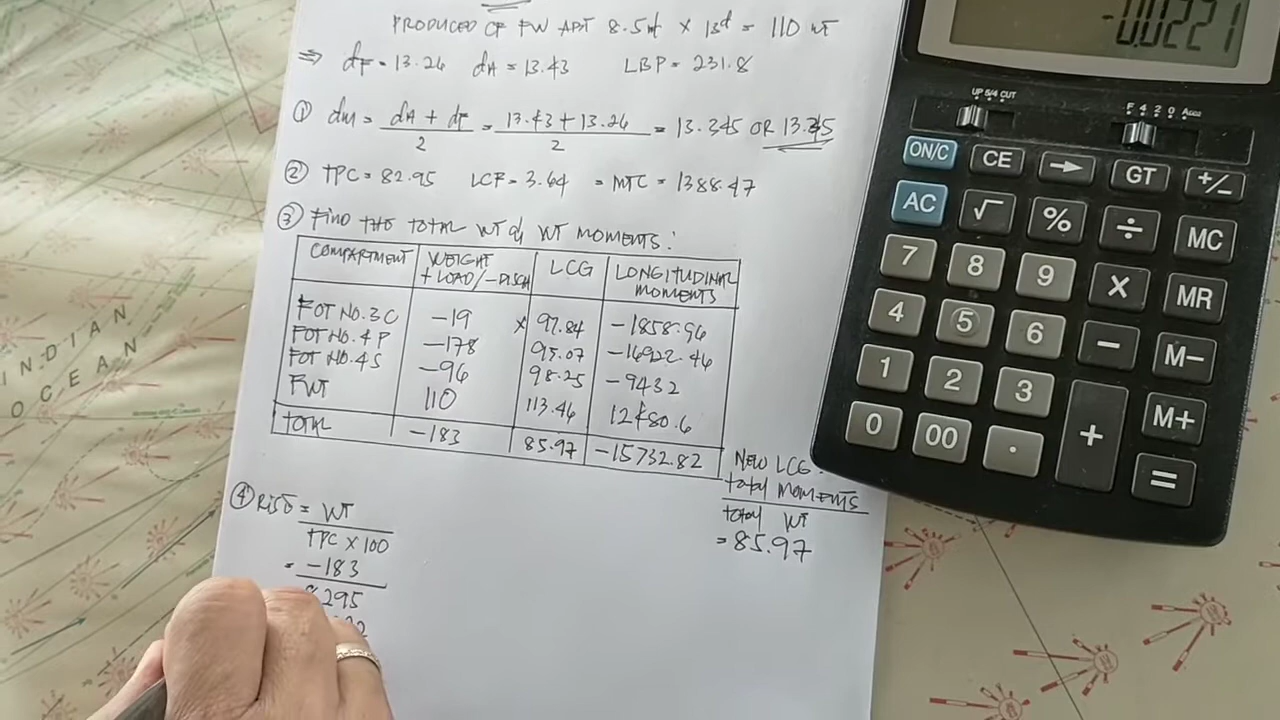 PRODUCED OF FW APPT 8.5mt × 13d = 110 WT
⇒ dF = 13.26 dA = 13.43 LBP = 231.8
① dM = dA + dF / 2 = 13.43 + 13.26 / 2 = 13.345 OR 13.35
② TPC = 82.95 LCF = 3.64 = MTC = 1388.47
③ FIND THE TOTAL WT & WT MOMENTS:
COMPARTMENT WEIGHT + LOAD / - DISCH LCG LONGITUDINAL MOMENTS
FOT NO. 3C -19 × 97.84 -1858.96
FOT NO. 4P -178 95.07 -16922.46
FOT NO. 4S -96 98.25 -9432
FWT 110 113.46 12480.6
TOTAL -183 85.97 -15732.82
NEW LCG =
total MOMENTS
total WT
= 85.97
④ RISE = WT
TPC × 100
= -183
8295
-0.0221
UP 5/4 CUT
F 4 2 0 ADD2
ON/C CE → GT +/-
AC √ % ÷ MC
7 8 9 × MR
4 5 6 − M−
1 2 3 + M+
0 00 . =
INDIAN
OCEAN